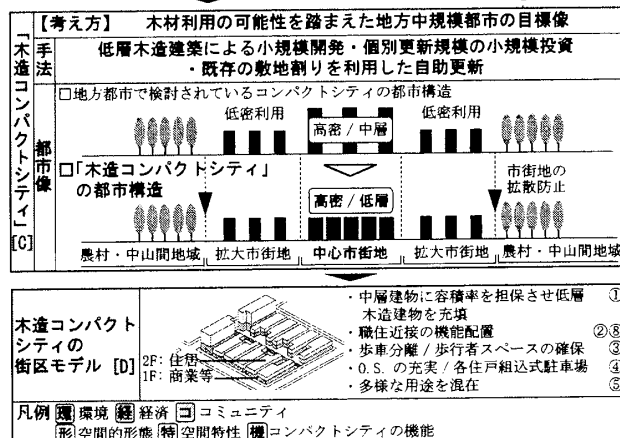 【考え方】 木材利用の可能性を踏まえた地方中規模都市の目標像
「木造コンパクトシティ」[C]
手法
低層木造建築による小規模開発・個別更新規模の小規模投資
・既存の敷地割りを利用した自助更新
都市像
□地方都市で検討されているコンパクトシティの都市構造
低密利用
高密/中層
低密利用
□「木造コンパクトシティ」
の都市構造
高密/低層
市街地の
拡散防止
農村・中山間地域
拡大市街地
中心市街地
拡大市街地
農村・中山間地域
木造コンパクト
シティの
街区モデル [D]
2F: 住居
1F: 商業等
・中層建物に容積率を担保させ低層 ①
木造建物を充填
・職住近接の機能配置 ②⑧
・歩車分離/歩行者スペースの確保 ③
・O.S. の充実/各住戸組込式駐車場 ④
・多様な用途を混在 ⑤
凡例 環 環境 経 経済 コ コミュニティ
形 空間的形態 特 空間特性 機 コンパクトシティの機能